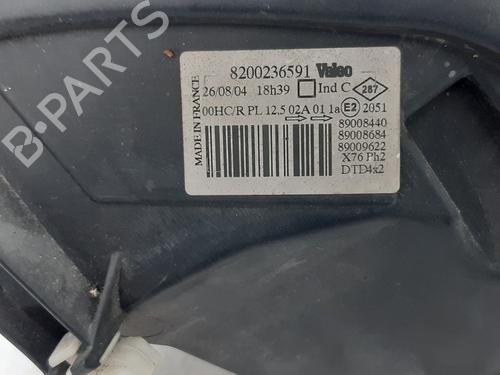 B-PARTS
8200236591 Valeo
26/08/04 18h39 Ind C 287
00HC/R PL 12.5 02A 01 1a E2 2051
MADE IN FRANCE
89008440
89008684
89009622
X76 Ph2
DTD4x2